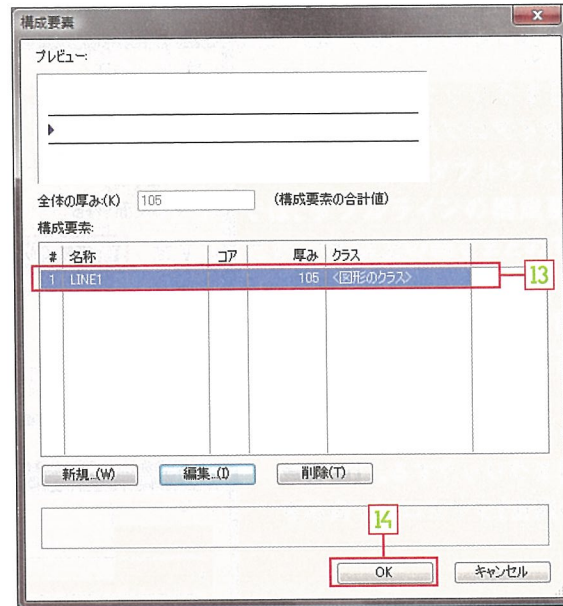 構成要素
プレビュー:
全体の厚み:(K) 105 (構成要素の合計値)
構成要素:
# 名称 コア 厚み クラス
1 LINE1 105 <図形のクラス>
13
新規...(W) 編集...(I) 削除(T)
14
OK キャンセル